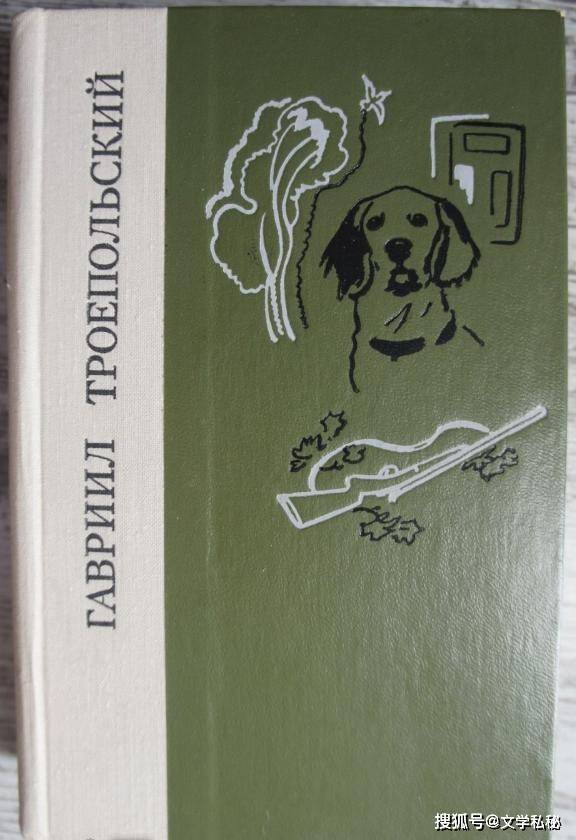 ГАВРИИЛ ТРОЕПОЛЬСКИЙ
搜狐号@文学私秘